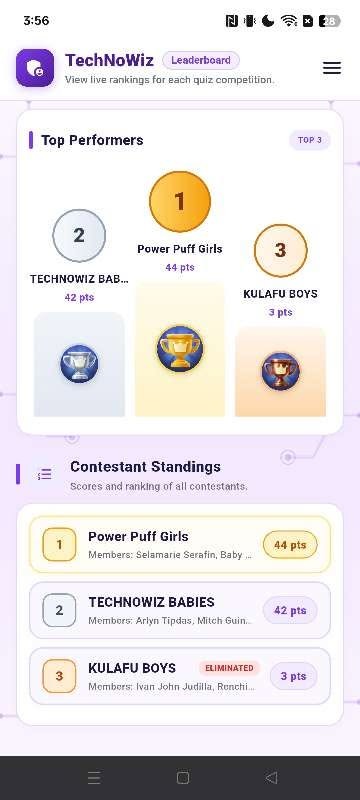 3:56
28
TechNoWiz Leaderboard
View live rankings for each quiz competition.
Top Performers TOP 3
1
2
3
Power Puff Girls
44 pts
TECHNOWIZ BAB...
42 pts
KULAFU BOYS
3 pts
Contestant Standings
Scores and ranking of all contestants.
1 Power Puff Girls 44 pts
Members: Selamarie Serafin, Baby ...
2 TECHNOWIZ BABIES 42 pts
Members: Arlyn Tipdas, Mitch Guin...
3 KULAFU BOYS ELIMINATED 3 pts
Members: Ivan John Judilla, Renchi...